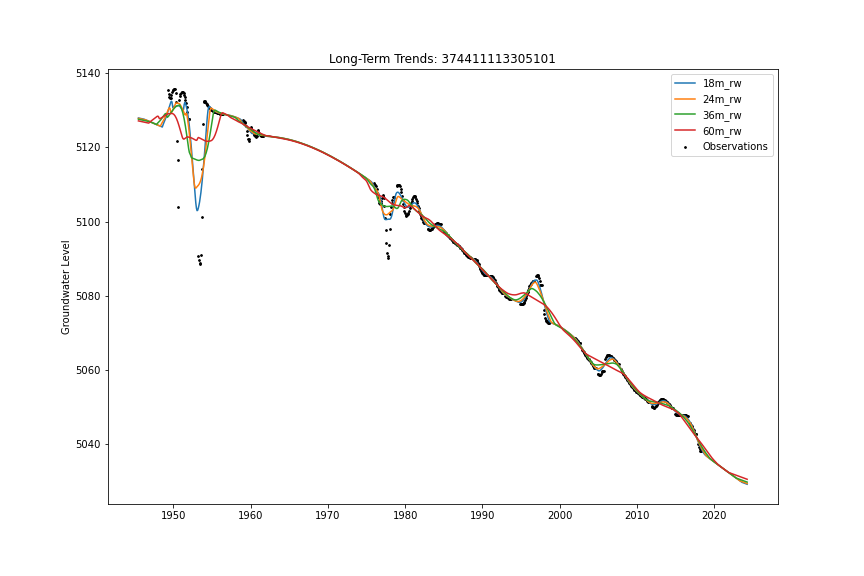 Long-Term Trends: 374411113305101
5140
5120
5100
5080
5060
5040
Groundwater Level
18m_rw
24m_rw
36m_rw
60m_rw
Observations
1950 1960 1970 1980 1990 2000 2010 2020